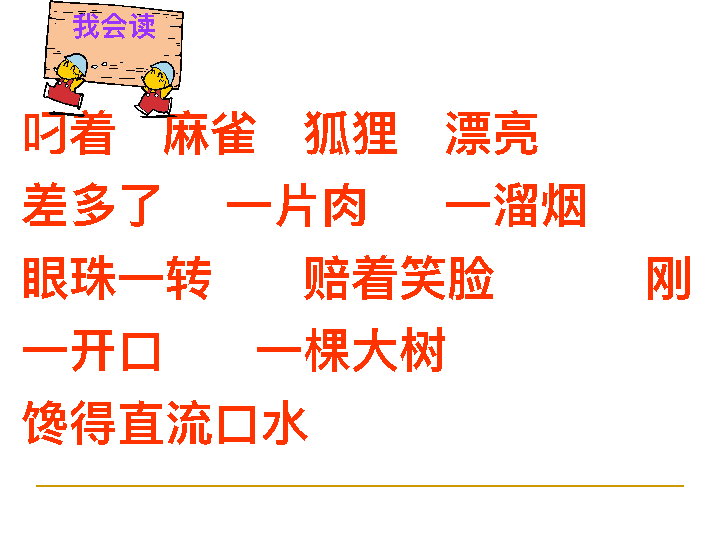 我会读
叼着 麻雀 狐狸 漂亮
差多了 一片肉 一溜烟
眼珠一转 赔着笑脸 刚
一开口 一棵大树
馋得直流口水